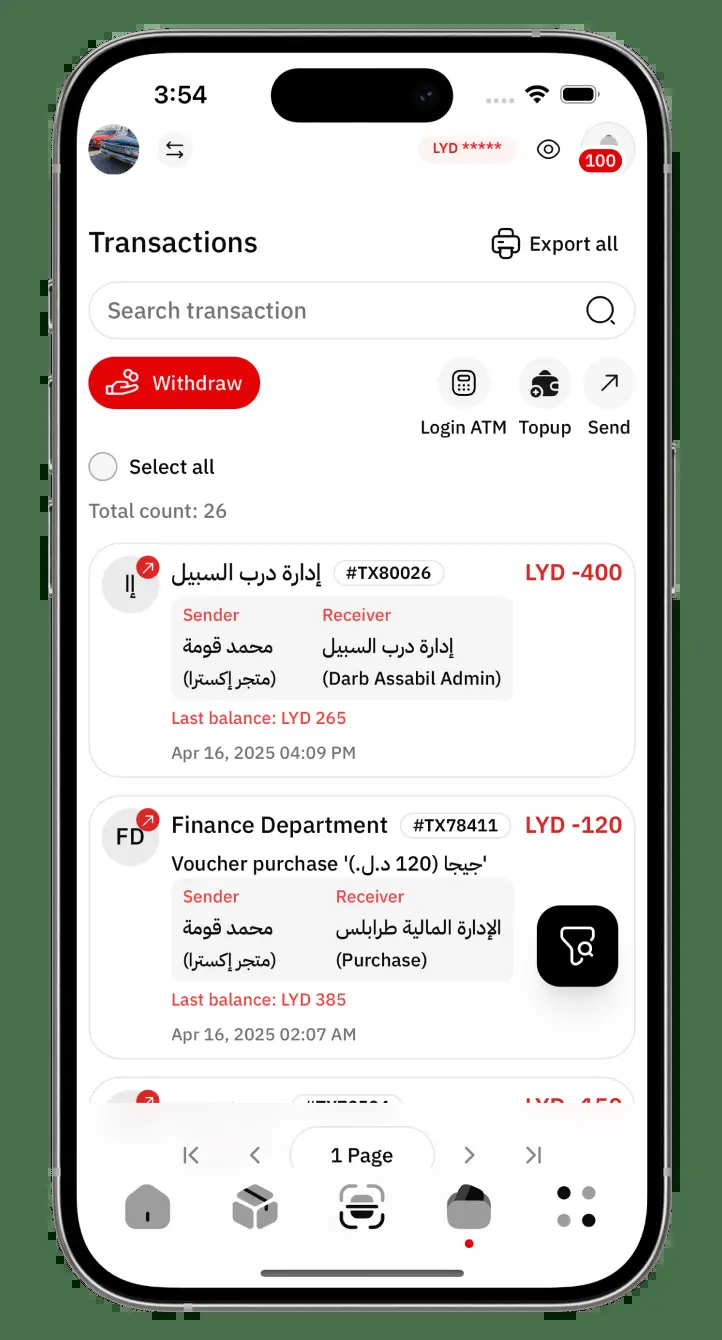 3:54
LYD *****
100
Transactions
Export all
Search transaction
Withdraw
Login ATM
Topup
Send
Select all
Total count: 26
إا
إدارة درب السبيل
#TX80026
LYD -400
Sender
Receiver
محمد قومة
إدارة درب السبيل
(متجر إكسترا)
(Darb Assabil Admin)
Last balance: LYD 265
Apr 16, 2025 04:09 PM
FD
Finance Department
#TX78411
LYD -120
Voucher purchase '(.جيجا (120 د.ل'
Sender
Receiver
محمد قومة
الإدارة المالية طرابلس
(متجر إكسترا)
(Purchase)
Last balance: LYD 385
Apr 16, 2025 02:07 AM
1 Page